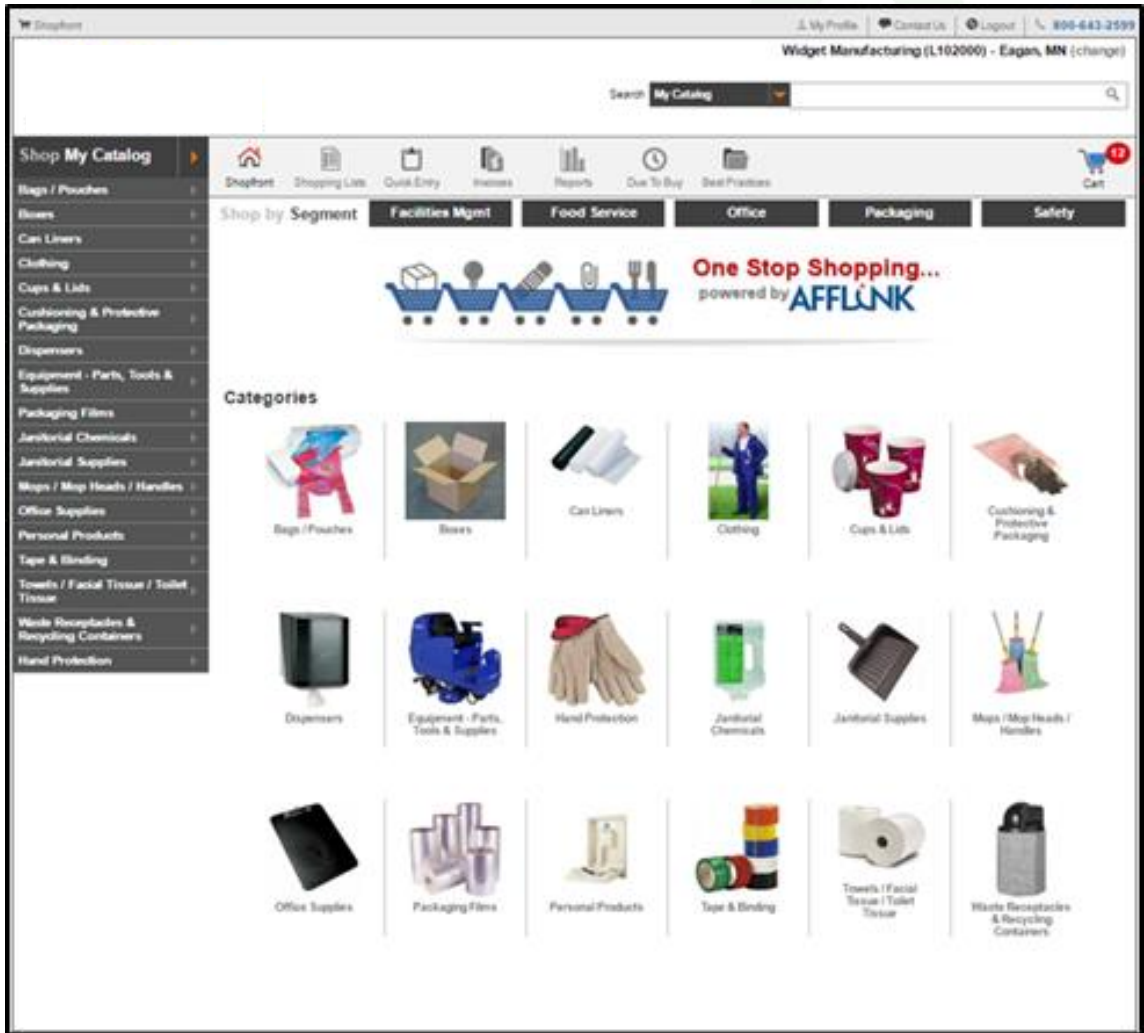 Shopfront
My Profile
Contact Us
Logout
800-643-2599
Widget Manufacturing (L102000) - Eagan, MN (change)
Search My Catalog
Shop My Catalog
Shopfront
Shopping Lists
Quick Entry
Invoices
Reports
Due To Buy
Best Practices
12
Cart
Bags / Pouches
Boxes
Can Liners
Clothing
Cups & Lids
Cushioning & Protective
Packaging
Dispensers
Equipment - Parts, Tools &
Supplies
Packaging Films
Janitorial Chemicals
Janitorial Supplies
Mops / Mop Heads / Handles
Office Supplies
Personal Products
Tape & Binding
Towels / Facial Tissue / Toilet
Tissue
Waste Receptacles &
Recycling Containers
Hand Protection
Shop by Segment
Facilities Mgmt
Food Service
Office
Packaging
Safety
One Stop Shopping...
powered by AFFLINK
Categories
Bags / Pouches
Boxes
Can Liners
Clothing
Cups & Lids
Cushioning &
Protective
Packaging
Dispensers
Equipment - Parts,
Tools & Supplies
Hand Protection
Janitorial
Chemicals
Janitorial Supplies
Mops / Mop Heads /
Handles
Office Supplies
Packaging Films
Personal Products
Tape & Binding
Towels / Facial
Tissue / Toilet
Tissue
Waste Receptacles
& Recycling
Containers